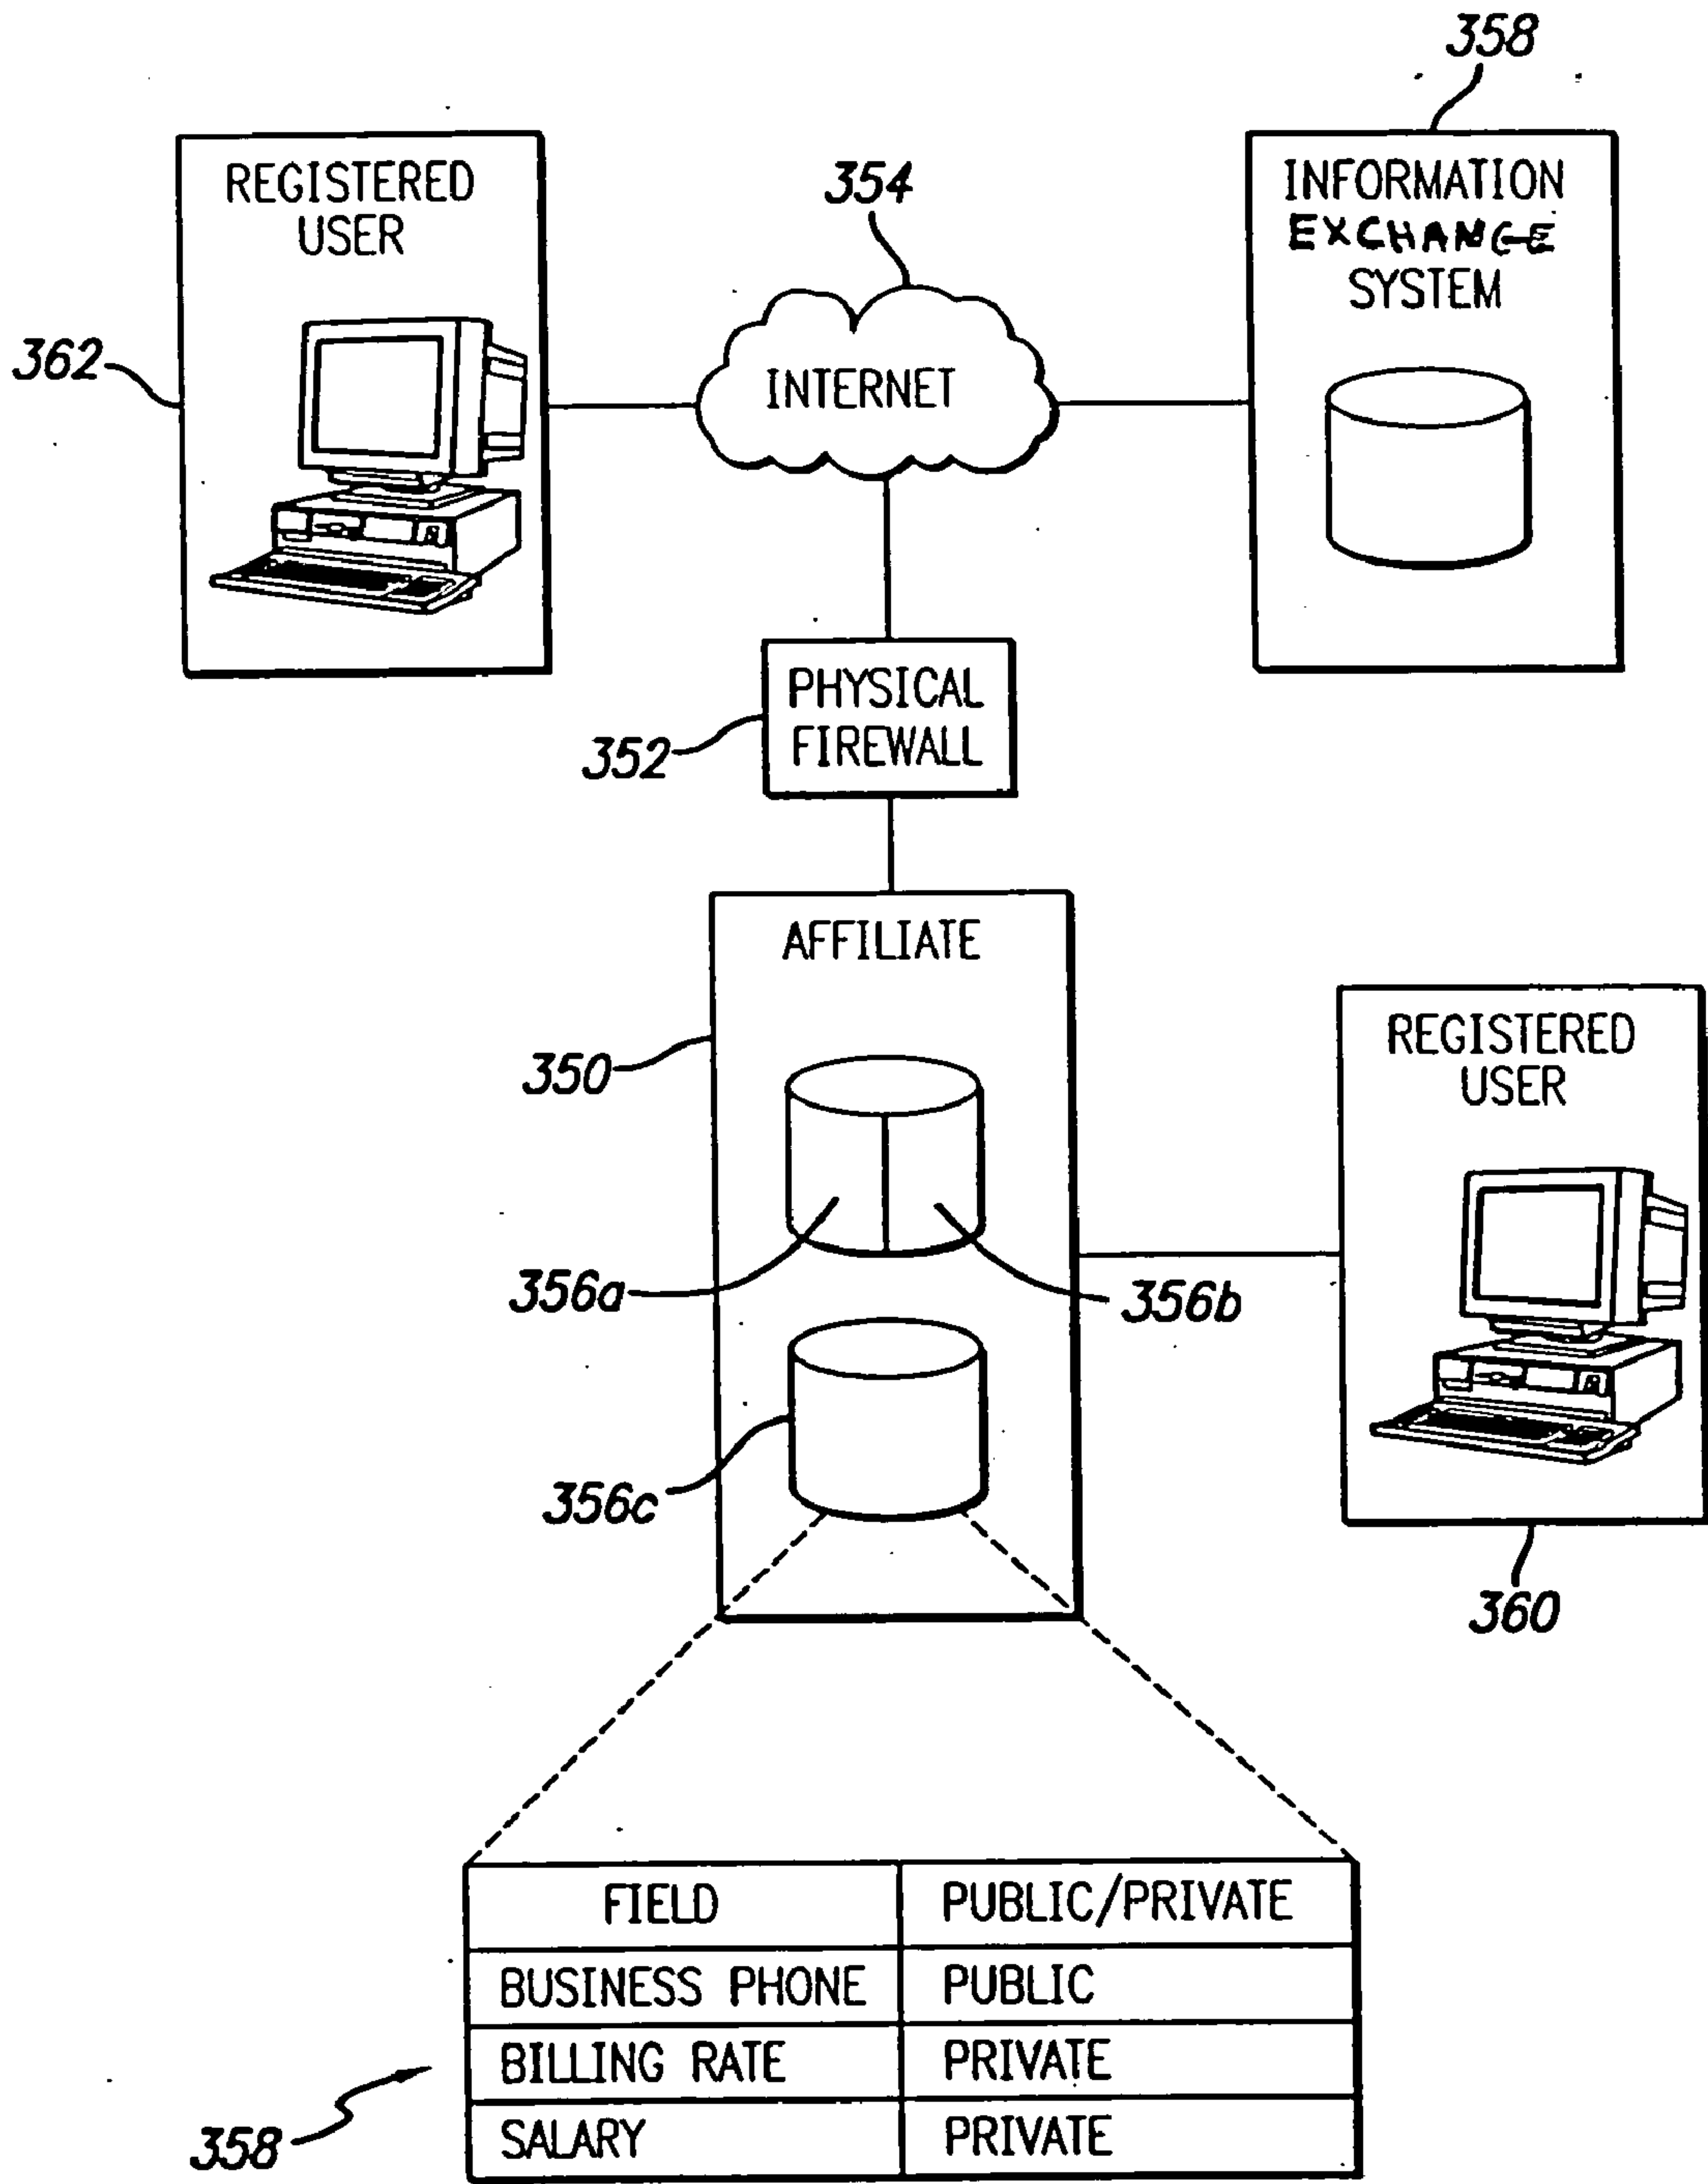 358
REGISTERED
USER
354
INFORMATION
EXCHANGE
SYSTEM
362
INTERNET
PHYSICAL
FIREWALL
352
AFFILIATE
350
REGISTERED
USER
356a
356b
356c
360
FIELD PUBLIC/PRIVATE
BUSINESS PHONE PUBLIC
BILLING RATE PRIVATE
SALARY PRIVATE
358